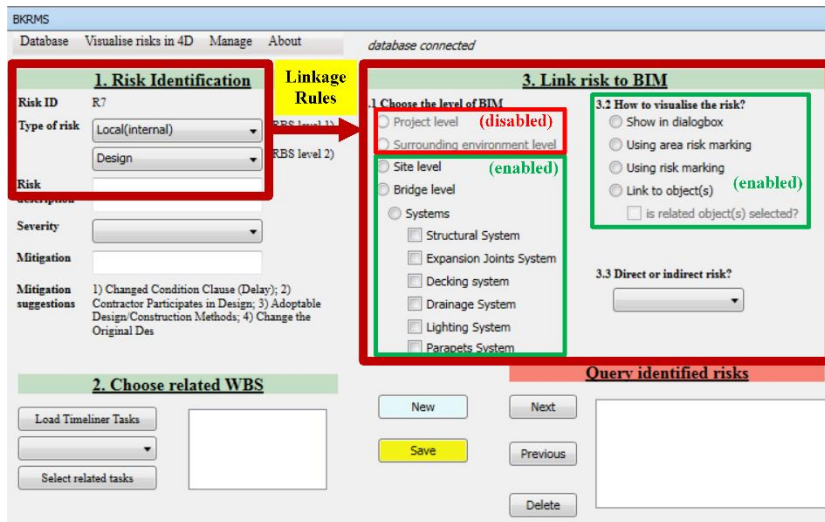 BKRMS
Database Visualise risks in 4D Manage About
database connected
1. Risk Identification
Linkage
Rules
Risk ID R7
Type of risk Local(internal) RBS level 1)
Design RBS level 2)
Risk
description
Severity
Mitigation
Mitigation
suggestions
1) Changed Condition Clause (Delay); 2)
Contractor Participates in Design; 3) Adoptable
Design/Construction Methods; 4) Change the
Original Des
2. Choose related WBS
Load Timeliner Tasks
Select related tasks
3. Link risk to BIM
.1 Choose the level of BIM
Project level (disabled)
Surrounding environment level
Site level (enabled)
Bridge level
Systems
Structural System
Expansion Joints System
Decking system
Drainage System
Lighting System
Parapets System
3.2 How to visualise the risk?
Show in dialogbox
Using area risk marking
Using risk marking
Link to object(s) (enabled)
is related object(s) selected?
3.3 Direct or indirect risk?
New
Save
Query identified risks
Next
Previous
Delete